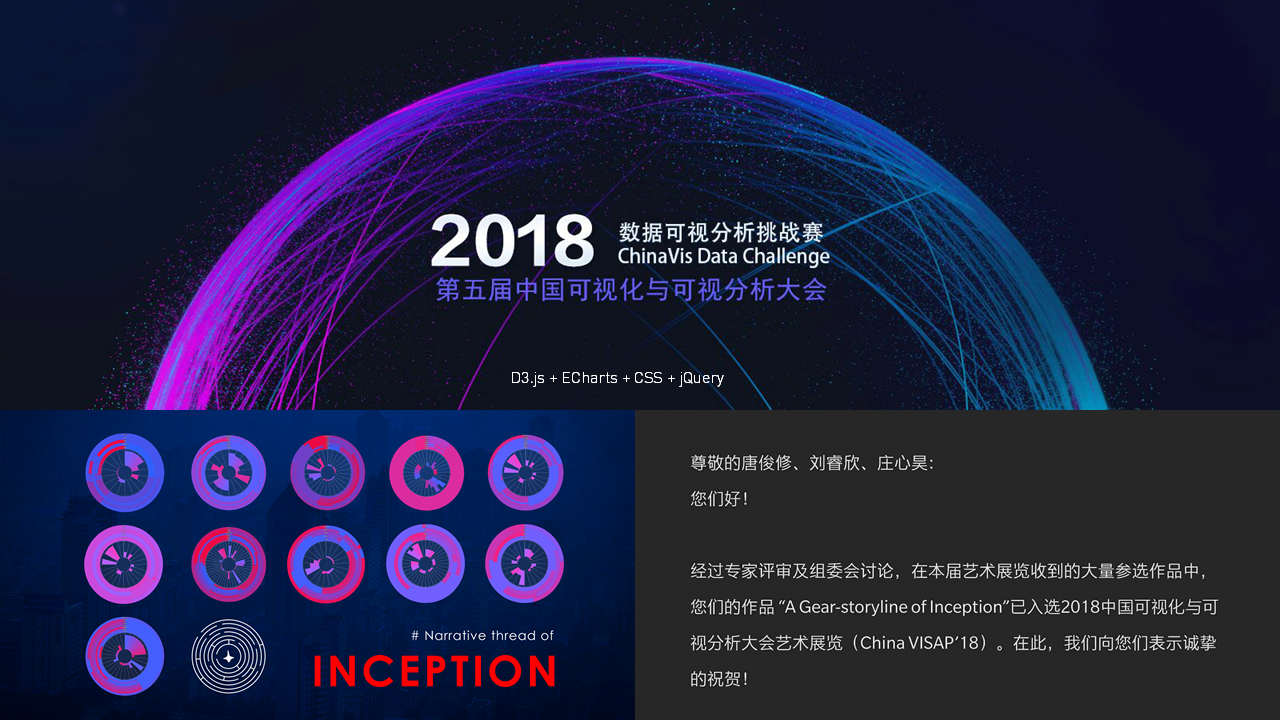 2018
数据可视分析挑战赛
ChinaVis Data Challenge
第五届中国可视化与可视分析大会
D3.js + ECharts + CSS + jQuery
# Narrative thread of
INCEPTION
尊敬的唐俊修、刘睿欣、庄心昊：
您们好！
经过专家评审及组委会讨论，在本届艺术展览收到的大量参选作品中，
您们的作品 “A Gear-storyline of Inception”已入选2018中国可视化与可
视分析大会艺术展览（China VISAP’18）。在此，我们向您们表示诚挚
的祝贺！